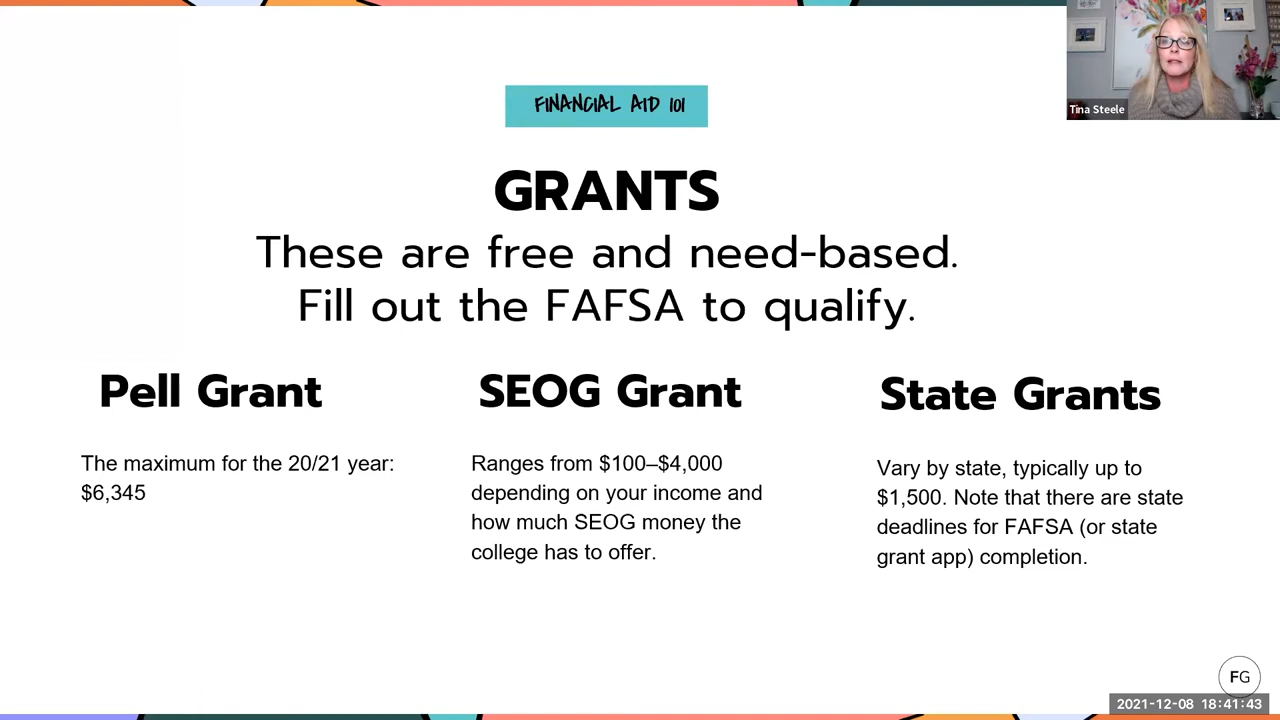 FINANCIAL AID 101
Tina Steele
GRANTS
These are free and need-based.
Fill out the FAFSA to qualify.
Pell Grant
The maximum for the 20/21 year:
$6,345
SEOG Grant
Ranges from $100–$4,000
depending on your income and
how much SEOG money the
college has to offer.
State Grants
Vary by state, typically up to
$1,500. Note that there are state
deadlines for FAFSA (or state
grant app) completion.
FG
2021-12-08 18:41:43